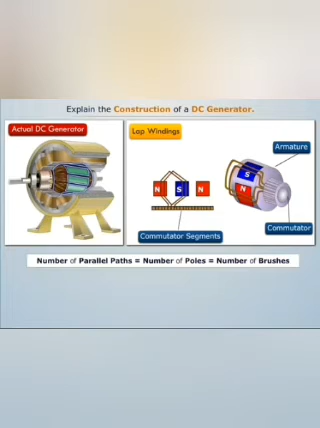 Explain the Construction of a DC Generator.
Actual DC Generator
Lap Windings
Armature
S
N
N
S
N
Commutator
Commutator Segments
Number of Parallel Paths = Number of Poles = Number of Brushes